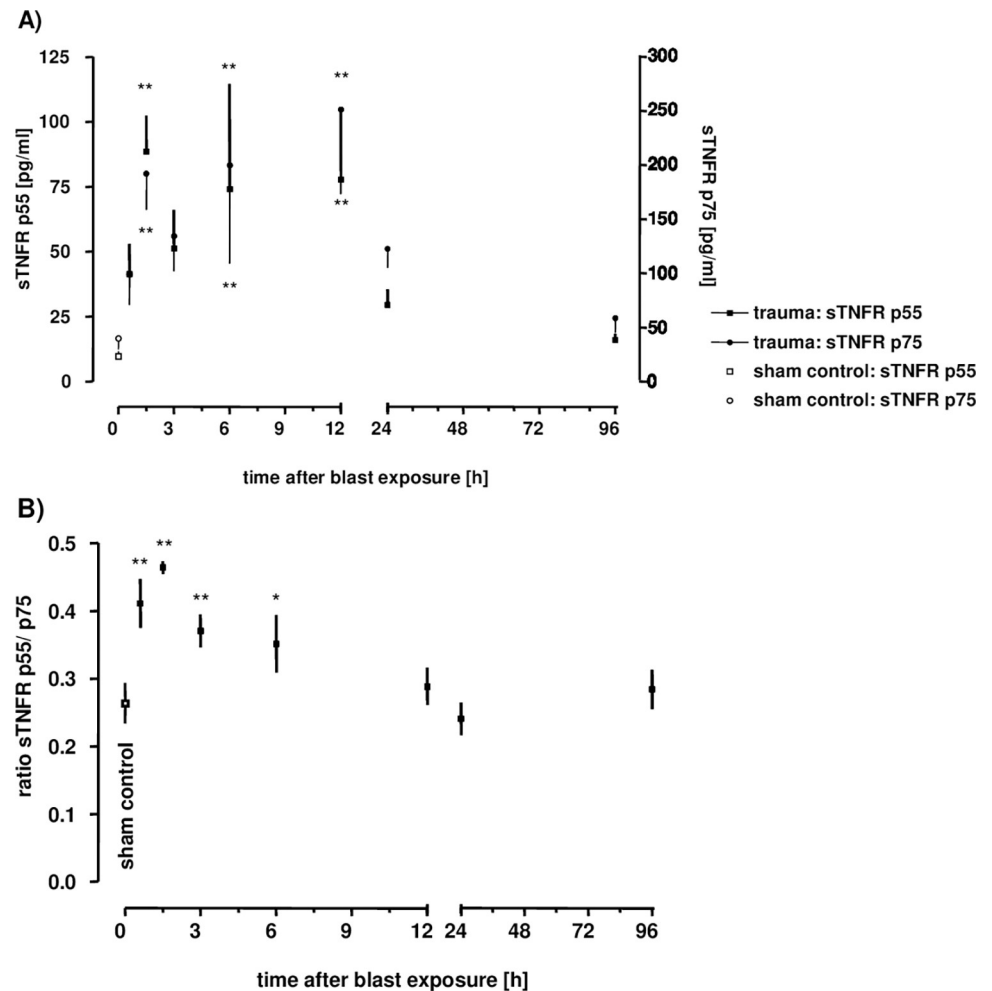 A)
sTNFR p55 [pg/ml]
125
100
75
50
25
0
**
**
**
**
**
**
300
250
200
150
100
50
0
sTNFR p75 [pg/ml]
trauma: sTNFR p55
trauma: sTNFR p75
sham control: sTNFR p55
sham control: sTNFR p75
0 3 6 9 12 24 48 72 96
time after blast exposure [h]
B)
ratio sTNFR p55/ p75
0.5
0.4
0.3
0.2
0.1
0.0
**
**
**
*
sham control
0 3 6 9 12 24 48 72 96
time after blast exposure [h]